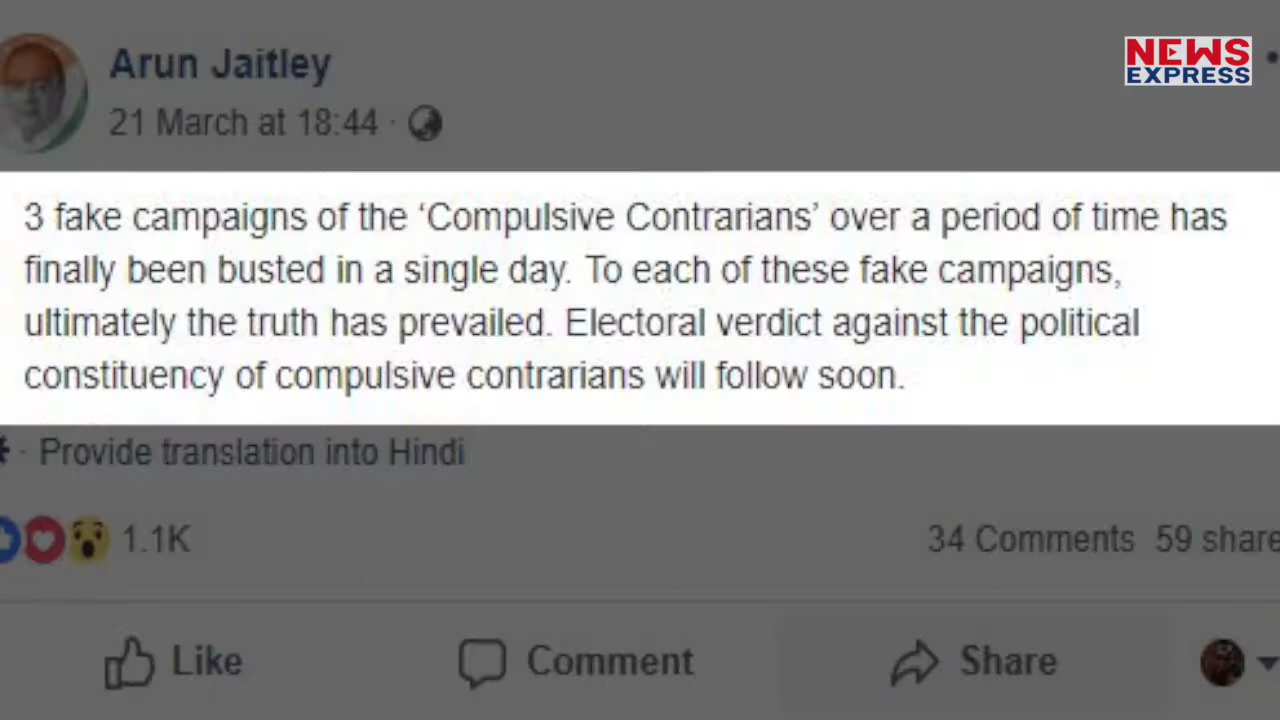 NEWS
EXPRESS
Arun Jaitley
21 March at 18:44 ·
3 fake campaigns of the ‘Compulsive Contrarians’ over a period of time has
finally been busted in a single day. To each of these fake campaigns,
ultimately the truth has prevailed. Electoral verdict against the political
constituency of compulsive contrarians will follow soon.
· Provide translation into Hindi
1.1K
34 Comments 59 share
Like
Comment
Share